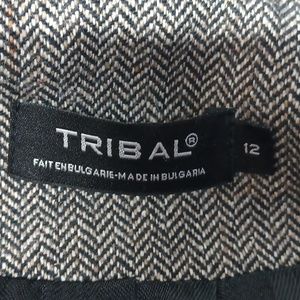 TRIBAL®
12
FAIT EN BULGARIE-MADE IN BULGARIA